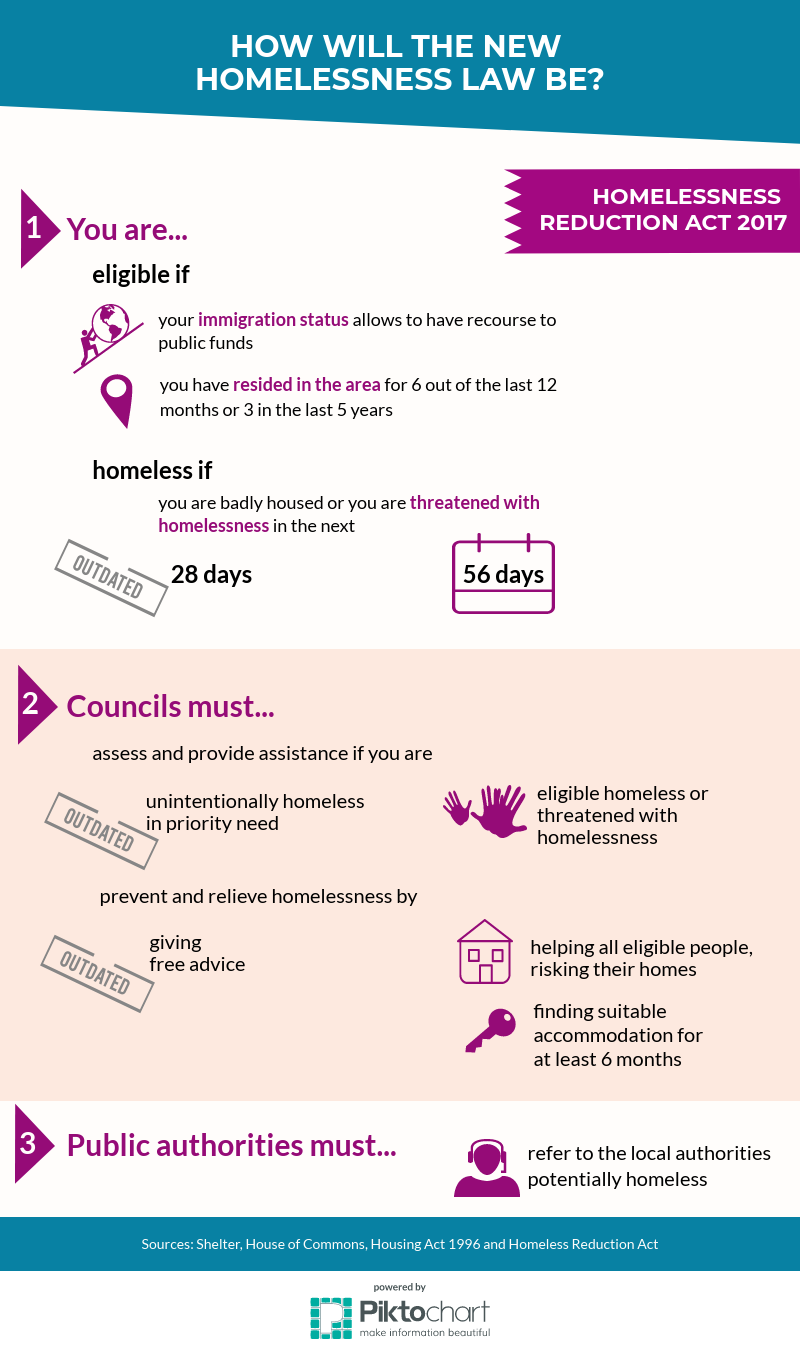 HOW WILL THE NEW
HOMELESSNESS LAW BE?
HOMELESSNESS
REDUCTION ACT 2017
1 You are...
eligible if
your immigration status allows to have recourse to
public funds
you have resided in the area for 6 out of the last 12
months or 3 in the last 5 years
homeless if
you are badly housed or you are threatened with
homelessness in the next
OUTDATED
28 days
56 days
2 Councils must...
assess and provide assistance if you are
OUTDATED
unintentionally homeless
in priority need
eligible homeless or
threatened with
homelessness
prevent and relieve homelessness by
OUTDATED
giving
free advice
helping all eligible people,
risking their homes
finding suitable
accommodation for
at least 6 months
3 Public authorities must...
refer to the local authorities
potentially homeless
Sources: Shelter, House of Commons, Housing Act 1996 and Homeless Reduction Act
powered by
Piktochart
make information beautiful